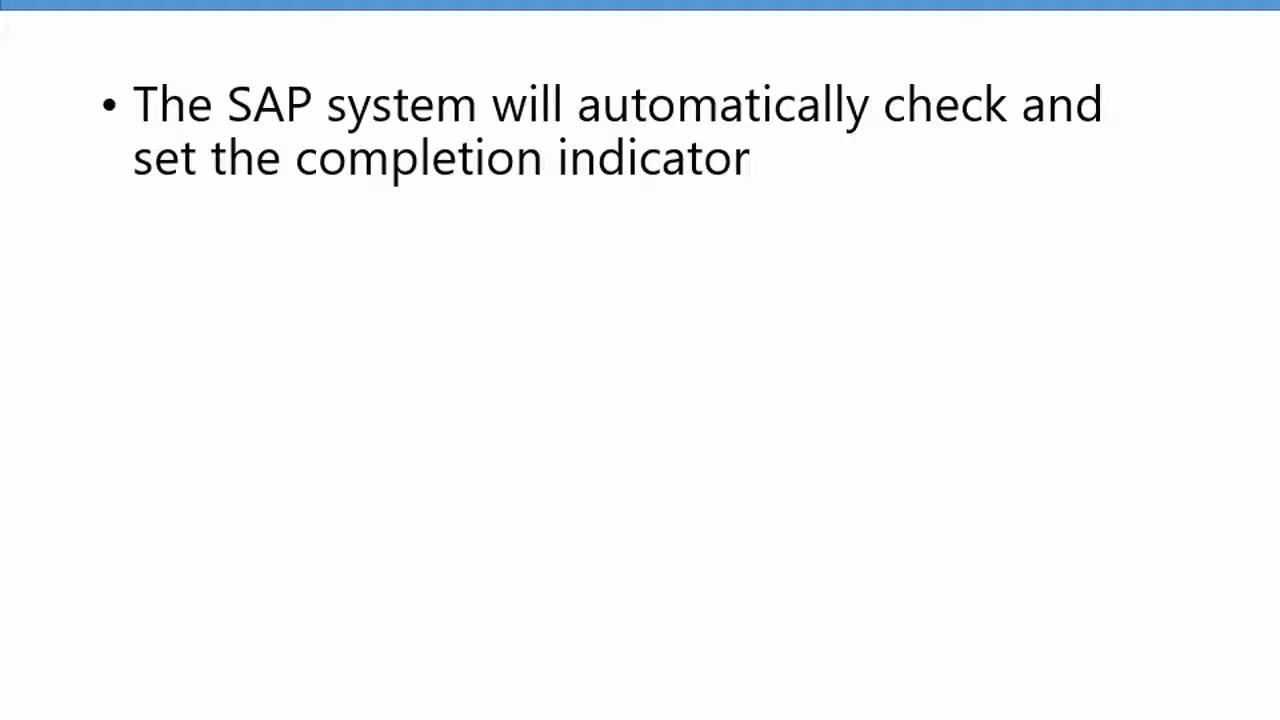 • The SAP system will automatically check and
set the completion indicator